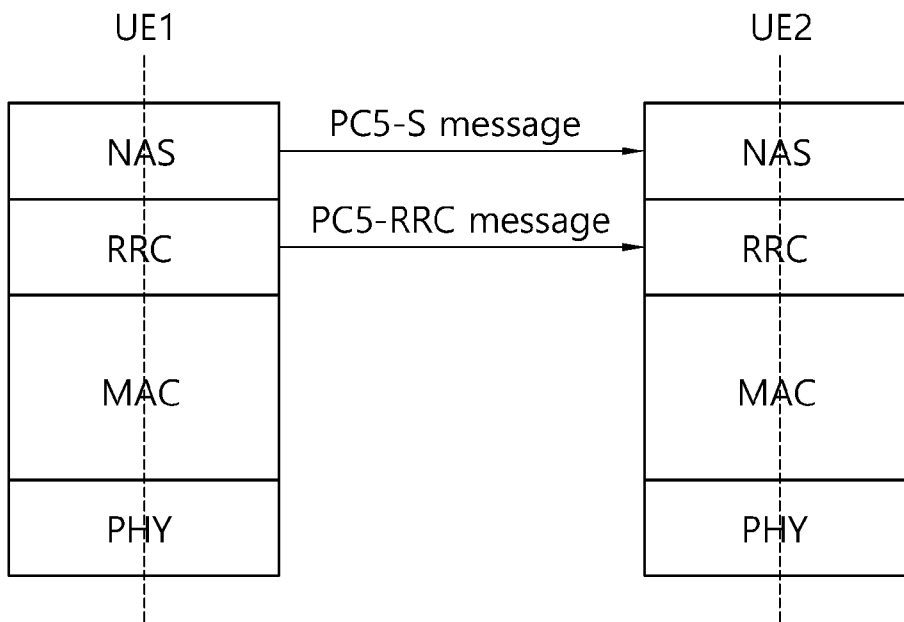 UE1
UE2
PC5-S message
NAS
NAS
PC5-RRC message
RRC
RRC
MAC
MAC
PHY
PHY